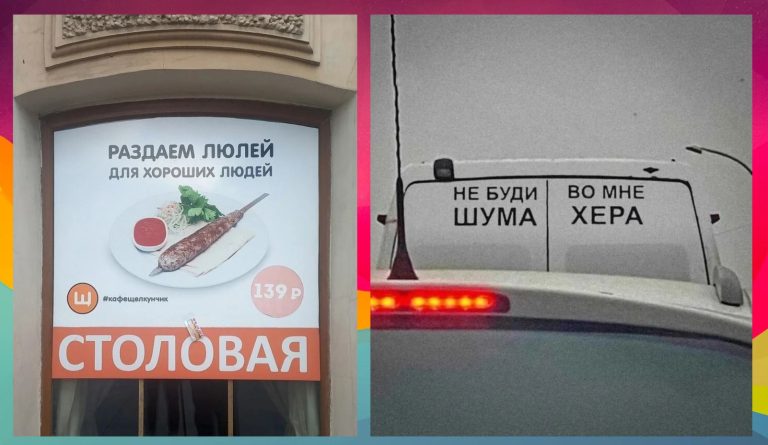 РАЗДАЕМ ЛЮЛЕЙ
ДЛЯ ХОРОШИХ ЛЮДЕЙ
Щ
#кафещелкунчик
139 Р
СТОЛОВАЯ
НЕ БУДИ
ШУМА
ВО МНЕ
ХЕРА